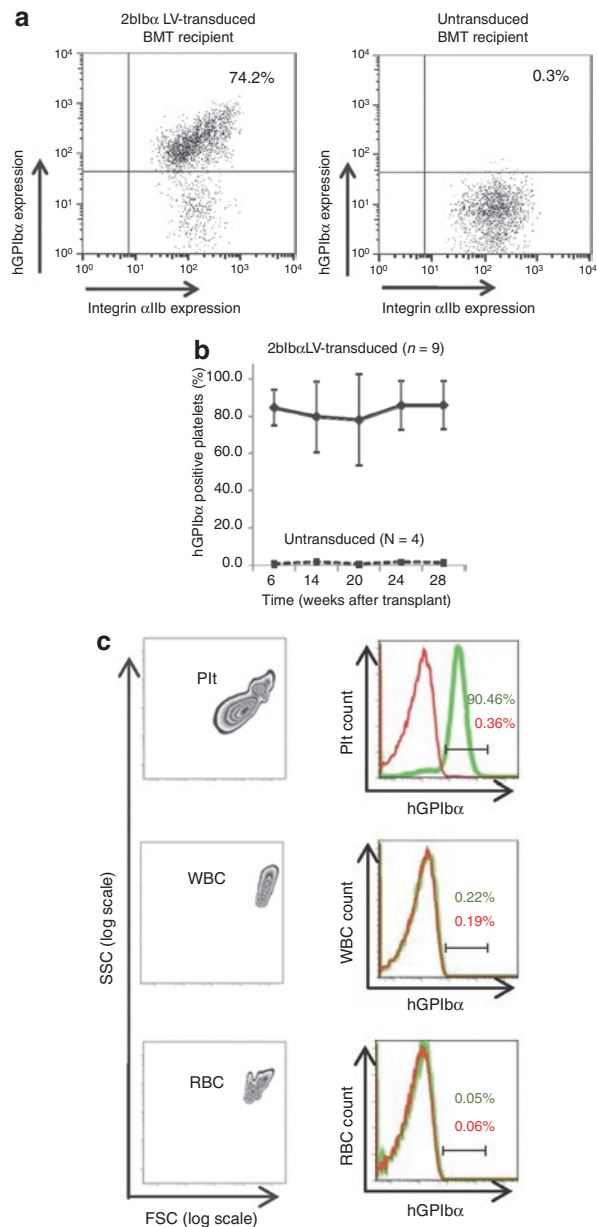 a
2bIbα LV-transduced
BMT recipient
10⁴
10³
10²
10¹
10⁰
74.2%
hGPIbα expression
10⁰ 10¹ 10² 10³ 10⁴
Integrin αIIb expression
Untransduced
BMT recipient
10⁴
10³
10²
10¹
10⁰
0.3%
hGPIbα expression
10⁰ 10¹ 10² 10³ 10⁴
Integrin αIIb expression
b
2bIbαLV-transduced (n = 9)
100.0
80.0
60.0
40.0
20.0
0.0
hGPIbα positive platelets (%)
Untransduced (N = 4)
6 14 20 24 28
Time (weeks after transplant)
c
SSC (log scale)
Plt
Plt count
90.46%
0.36%
hGPIbα
WBC
WBC count
0.22%
0.19%
hGPIbα
RBC
RBC count
0.05%
0.06%
hGPIbα
FSC (log scale)